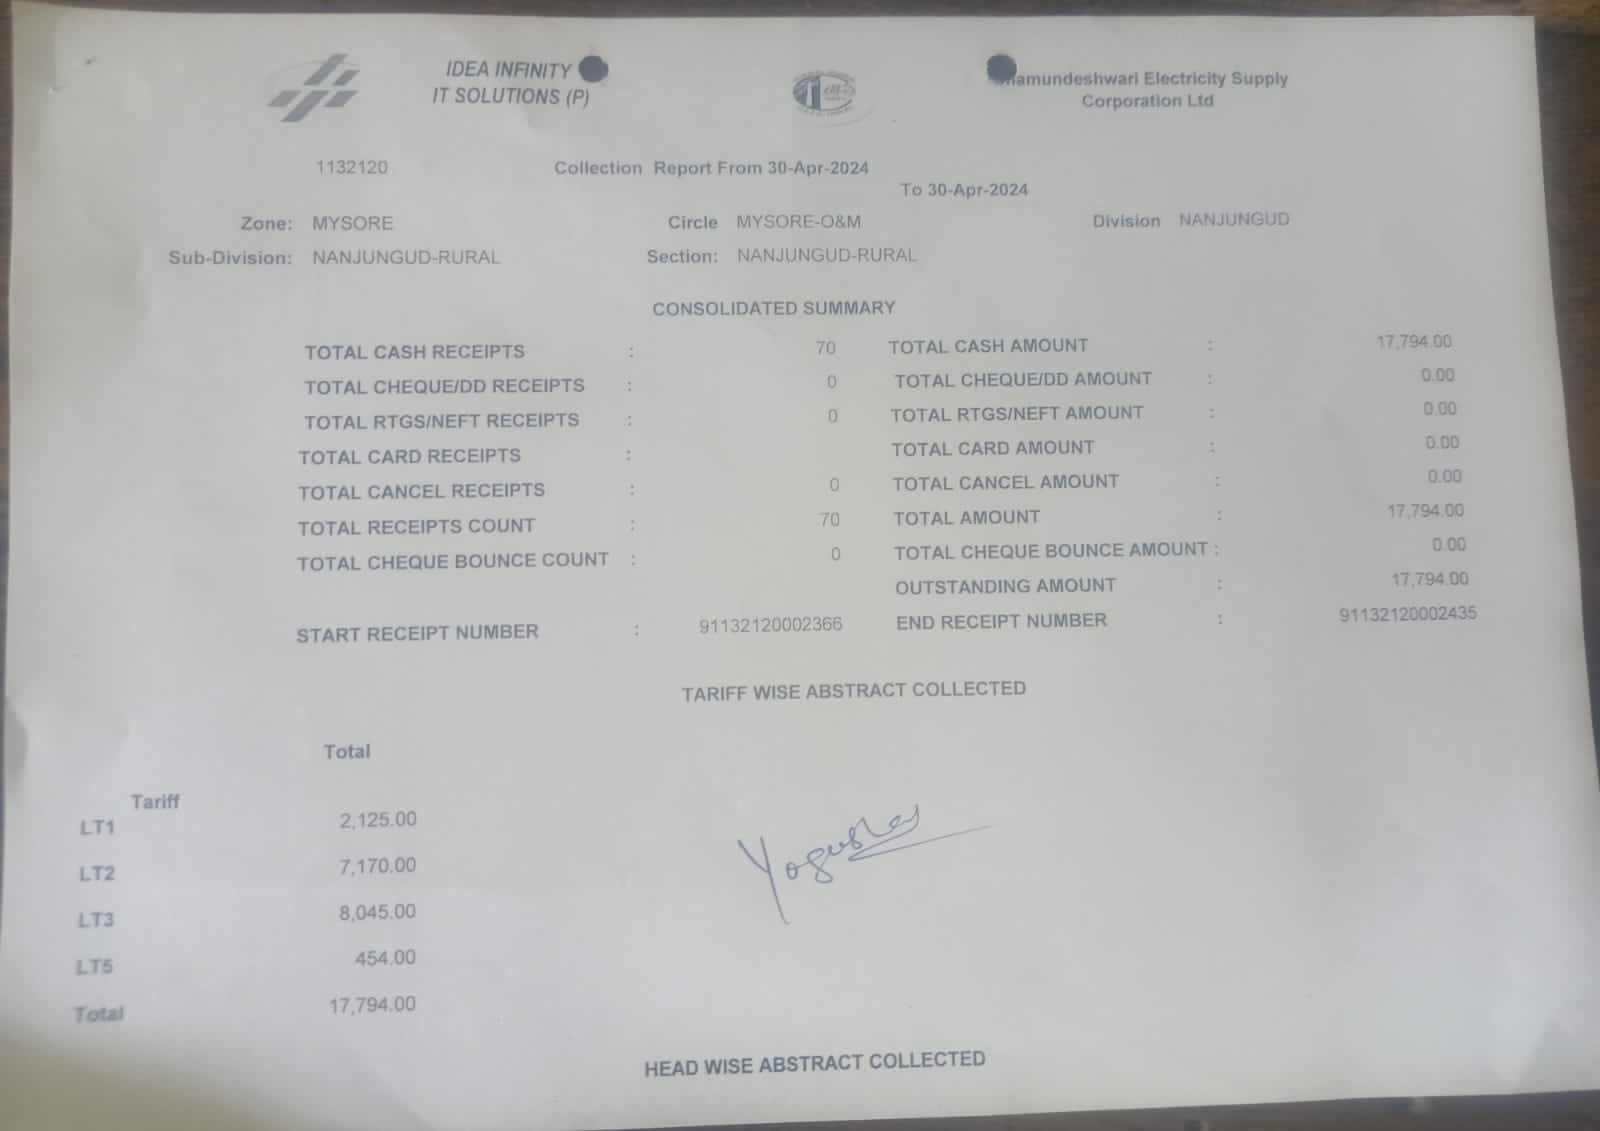 IDEA INFINITY
IT SOLUTIONS (P)
hamundeshwari Electricity Supply
Corporation Ltd
1132120 Collection Report From 30-Apr-2024
To 30-Apr-2024
Zone: MYSORE Circle MYSORE-O&M Division NANJUNGUD
Sub-Division: NANJUNGUD-RURAL Section: NANJUNGUD-RURAL
CONSOLIDATED SUMMARY
TOTAL CASH RECEIPTS : 70 TOTAL CASH AMOUNT : 17,794.00
TOTAL CHEQUE/DD RECEIPTS : 0 TOTAL CHEQUE/DD AMOUNT : 0.00
TOTAL RTGS/NEFT RECEIPTS : 0 TOTAL RTGS/NEFT AMOUNT : 0.00
TOTAL CARD RECEIPTS : TOTAL CARD AMOUNT : 0.00
TOTAL CANCEL RECEIPTS : 0 TOTAL CANCEL AMOUNT : 0.00
TOTAL RECEIPTS COUNT : 70 TOTAL AMOUNT : 17,794.00
TOTAL CHEQUE BOUNCE COUNT : 0 TOTAL CHEQUE BOUNCE AMOUNT : 0.00
OUTSTANDING AMOUNT : 17,794.00
START RECEIPT NUMBER : 91132120002366 END RECEIPT NUMBER : 91132120002435
TARIFF WISE ABSTRACT COLLECTED
Total
Tariff
LT1 2,125.00
LT2 7,170.00
LT3 8,045.00
LT5 454.00
Total 17,794.00
HEAD WISE ABSTRACT COLLECTED